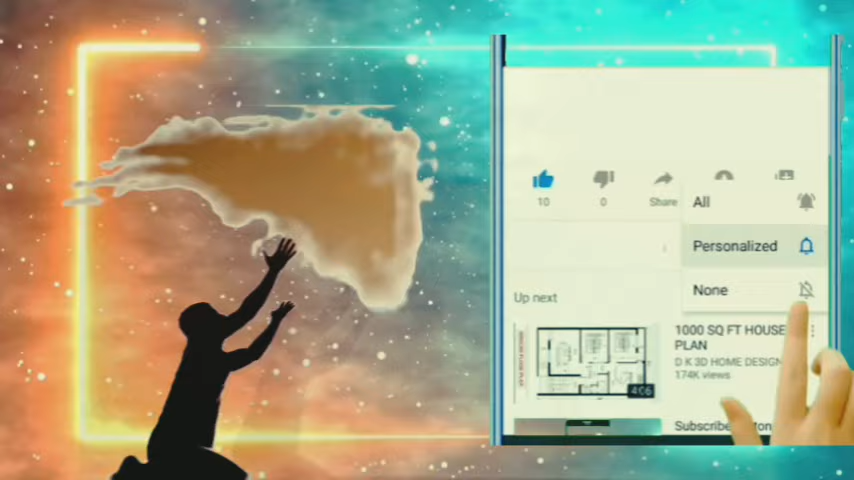 10 0 Share
All
Personalized
None
Up next
1000 SQ FT HOUSE
PLAN
D K 3D HOME DESIGN
174K views
4:06
Subscribe